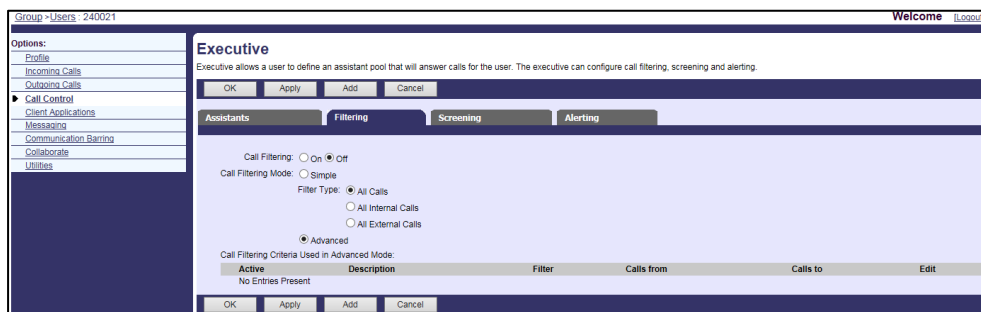 Group >Users : 240021
Welcome [Logout
Options:
Profile
Incoming Calls
Outgoing Calls
Call Control
Client Applications
Messaging
Communication Barring
Collaborate
Utilities
Executive
Executive allows a user to define an assistant pool that will answer calls for the user. The executive can configure call filtering, screening and alerting.
OK Apply Add Cancel
Assistants Filtering Screening Alerting
Call Filtering: On Off
Call Filtering Mode: Simple
Filter Type: All Calls
All Internal Calls
All External Calls
Advanced
Call Filtering Criteria Used in Advanced Mode:
Active Description Filter Calls from Calls to Edit
No Entries Present
OK Apply Add Cancel